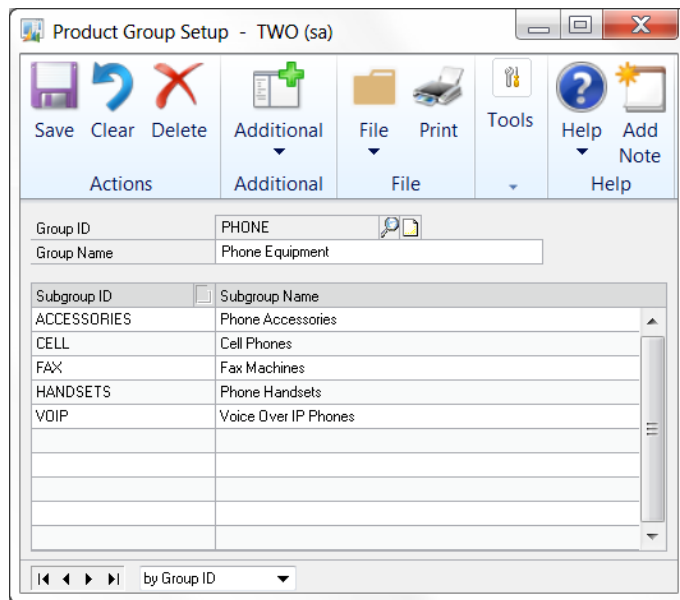 Product Group Setup - TWO (sa)
Save Clear Delete Additional File Print Tools Help Add Note
Actions Additional File Help
Group ID PHONE
Group Name Phone Equipment
Subgroup ID Subgroup Name
ACCESSORIES Phone Accessories
CELL Cell Phones
FAX Fax Machines
HANDSETS Phone Handsets
VOIP Voice Over IP Phones
by Group ID